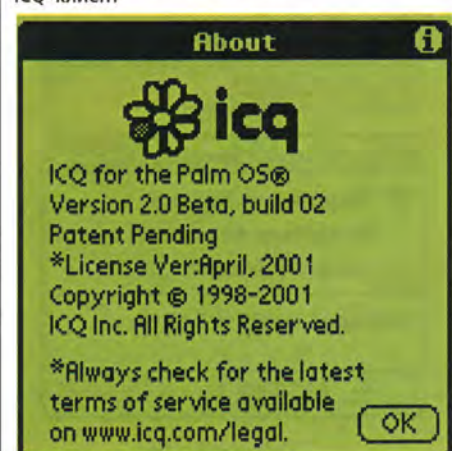 About
icq
ICQ for the Palm OS®
Version 2.0 Beta, build 02
Patent Pending
*License Ver:April, 2001
Copyright © 1998-2001
ICQ Inc. All Rights Reserved.
*Always check for the latest
terms of service available
on www.icq.com/legal.
OK